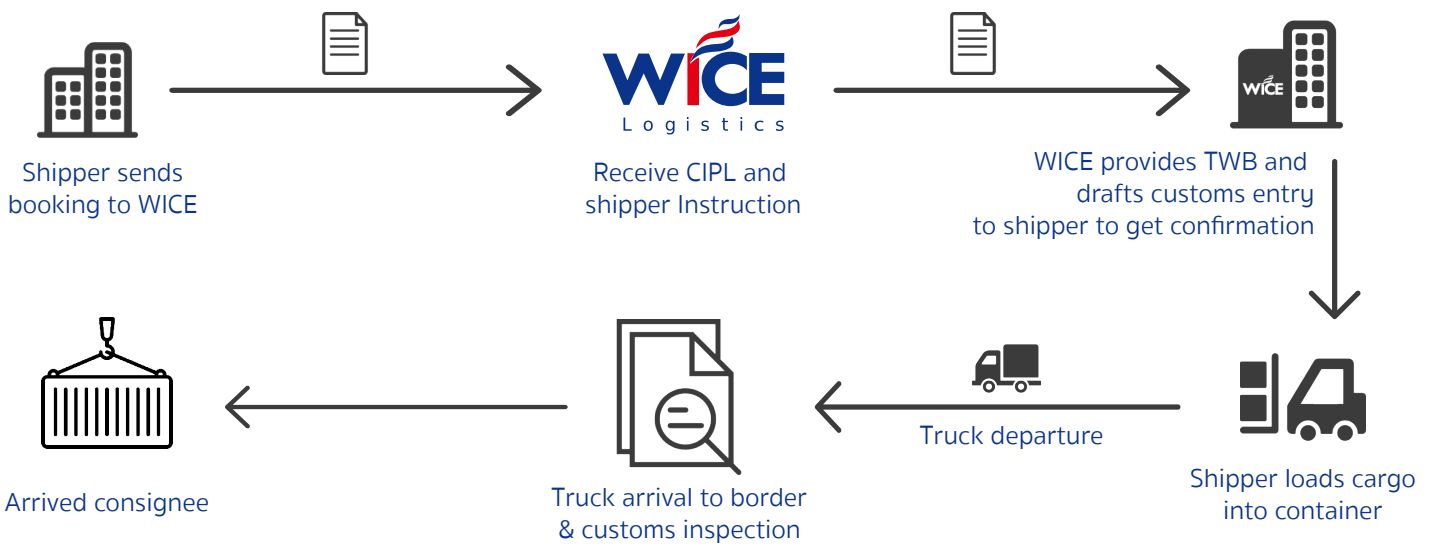 WICE
Logistics
WICE
Shipper sends
booking to WICE
Receive CIPL and
shipper Instruction
WICE provides TWB and
drafts customs entry
to shipper to get confirmation
Truck departure
Arrived consignee
Truck arrival to border
& customs inspection
Shipper loads cargo
into container